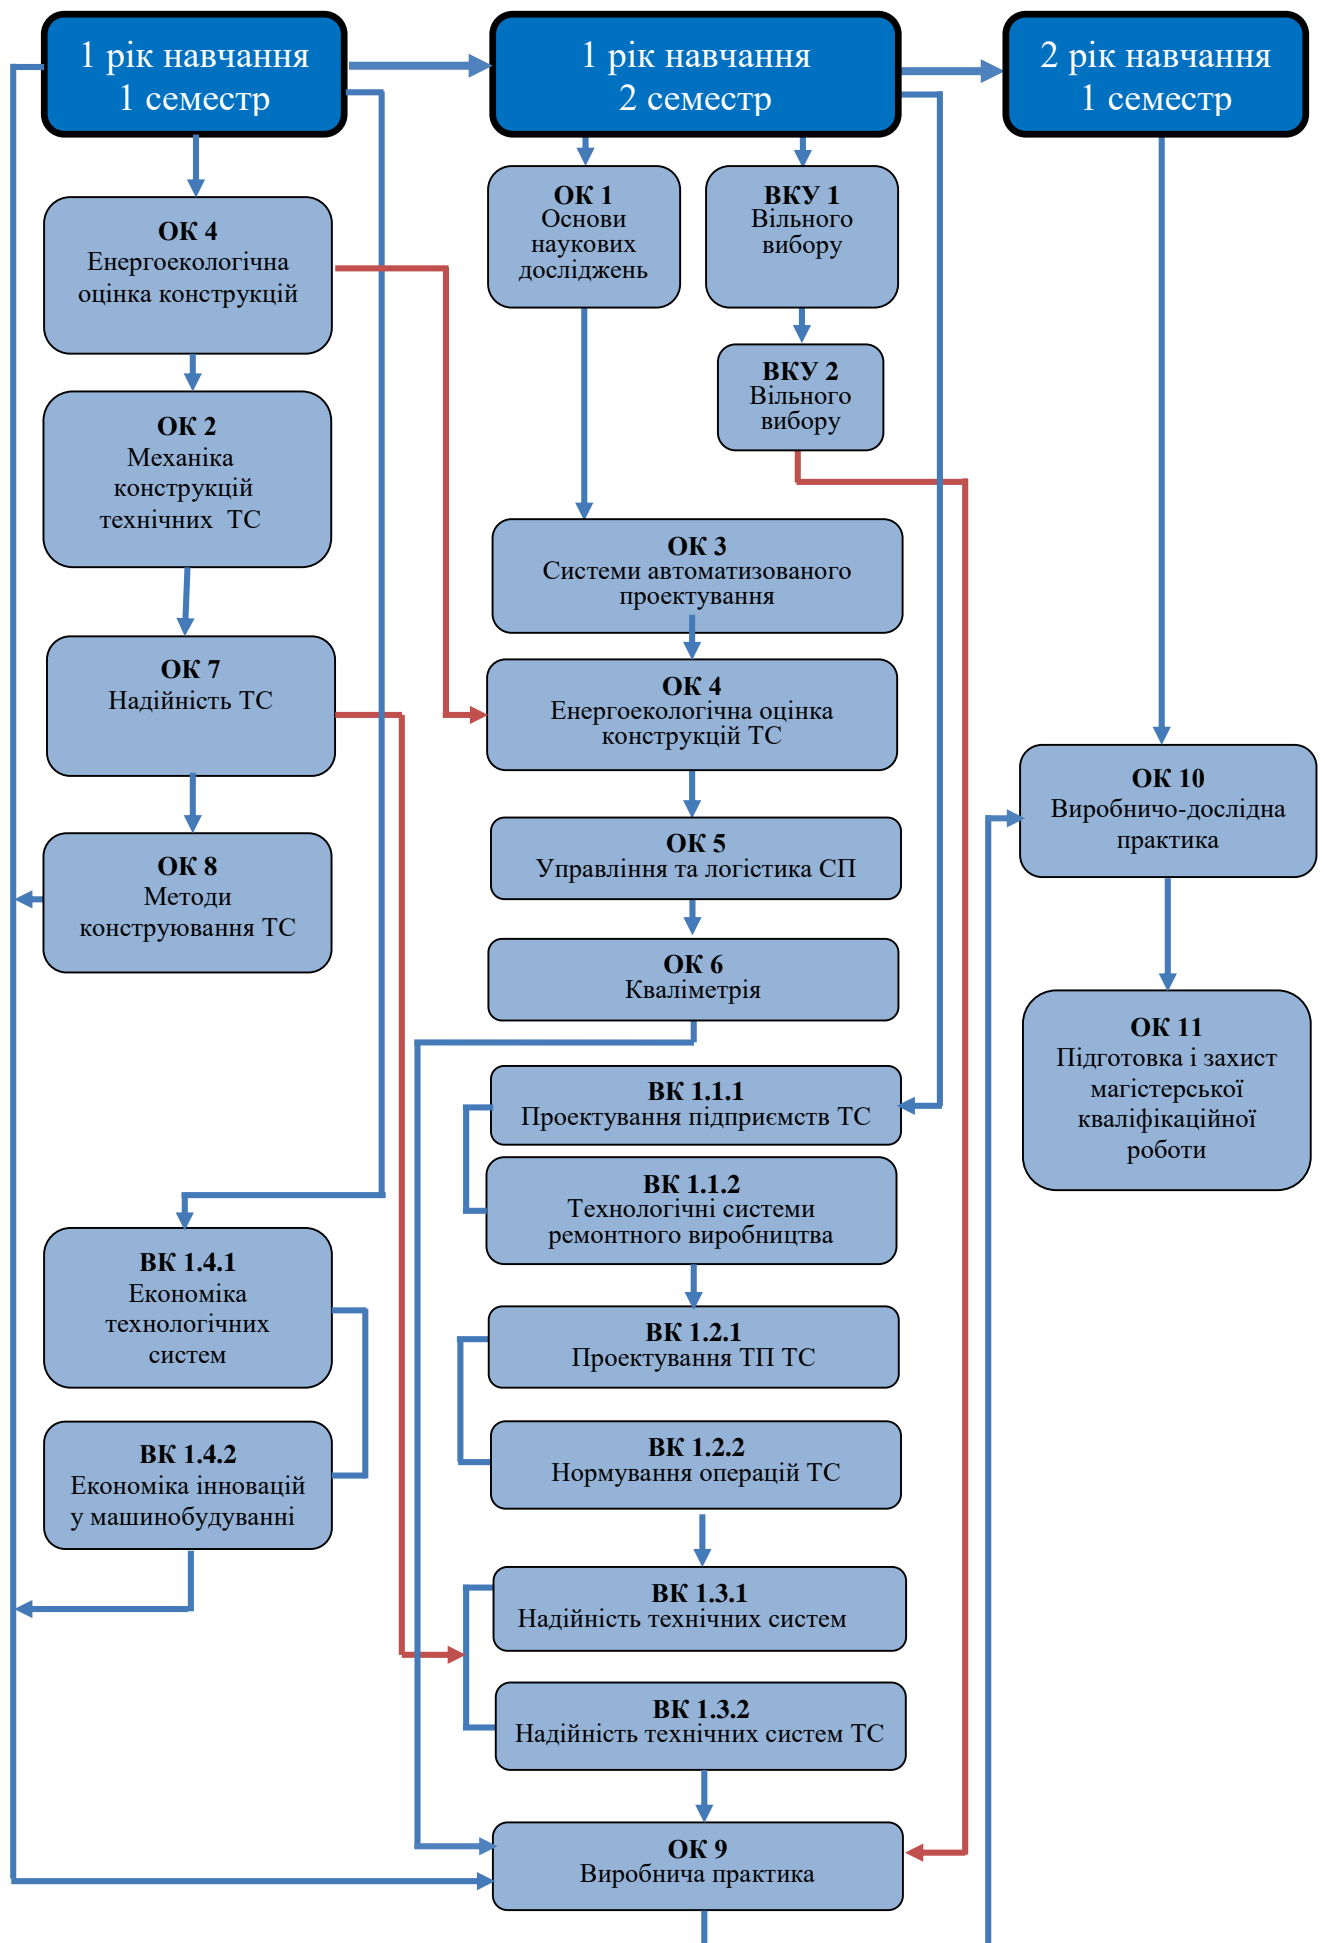 1 рік навчання
1 семестр
1 рік навчання
2 семестр
2 рік навчання
1 семестр
ОК 4
Енергоекологічна
оцінка конструкцій
ОК 2
Механіка
конструкцій
технічних ТС
ОК 7
Надійність ТС
ОК 8
Методи
конструювання ТС
ВК 1.4.1
Економіка
технологічних
систем
ВК 1.4.2
Економіка інновацій
у машинобудуванні
ОК 1
Основи
наукових
досліджень
ВКУ 1
Вільного
вибору
ВКУ 2
Вільного
вибору
ОК 3
Системи автоматизованого
проектування
ОК 4
Енергоекологічна оцінка
конструкцій ТС
ОК 5
Управління та логістика СП
ОК 6
Кваліметрія
ВК 1.1.1
Проектування підприємств ТС
ВК 1.1.2
Технологічні системи
ремонтного виробництва
ВК 1.2.1
Проектування ТП ТС
ВК 1.2.2
Нормування операцій ТС
ВК 1.3.1
Надійність технічних систем
ВК 1.3.2
Надійність технічних систем ТС
ОК 9
Виробнича практика
ОК 10
Виробничо-дослідна
практика
ОК 11
Підготовка і захист
магістерської
кваліфікаційної
роботи